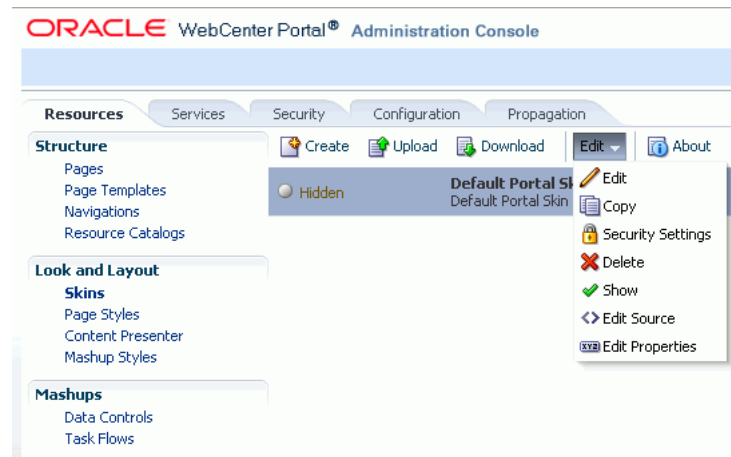 ORACLE WebCenter Portal® Administration Console
Resources Services Security Configuration Propagation
Structure
Pages
Page Templates
Navigations
Resource Catalogs
Look and Layout
Skins
Page Styles
Content Presenter
Mashup Styles
Mashups
Data Controls
Task Flows
Create Upload Download Edit About
Hidden
Default Portal
Default Portal Skin
Edit
Copy
Security Settings
Delete
Show
Edit Source
XYZ Edit Properties